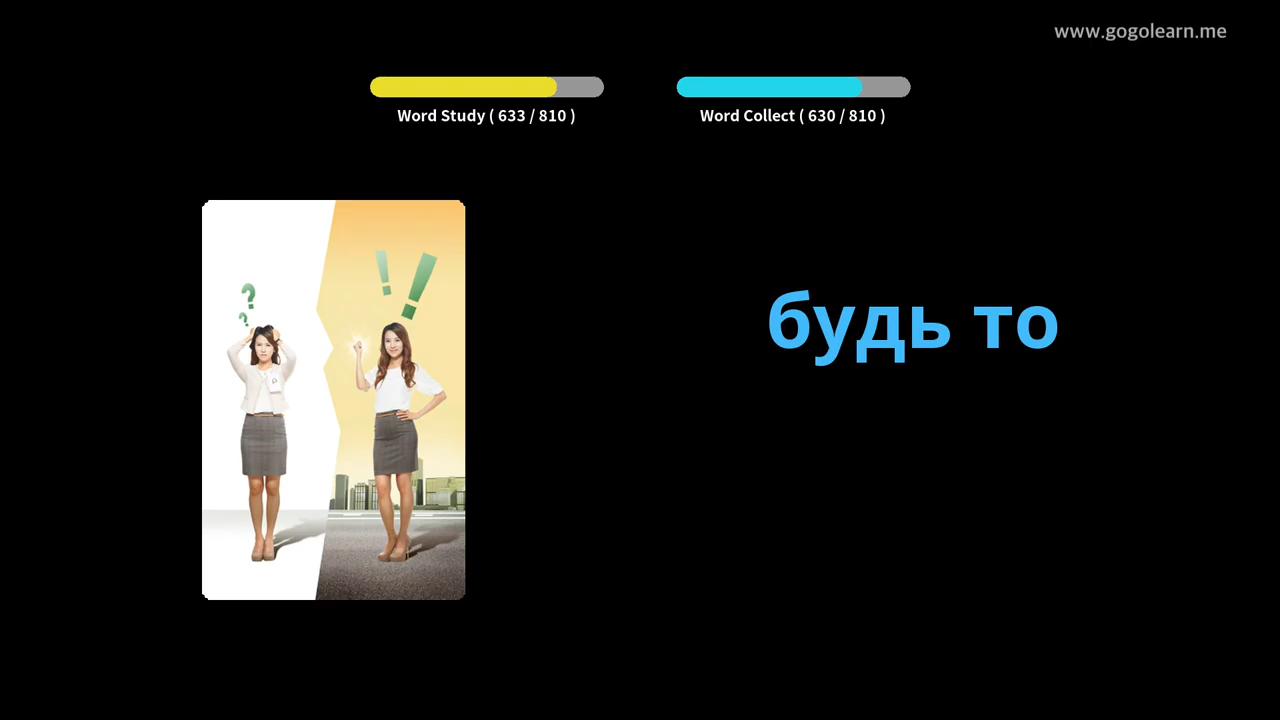 www.gogolearn.me
Word Study ( 633 / 810 )
Word Collect ( 630 / 810 )
? ?
! !
будь то